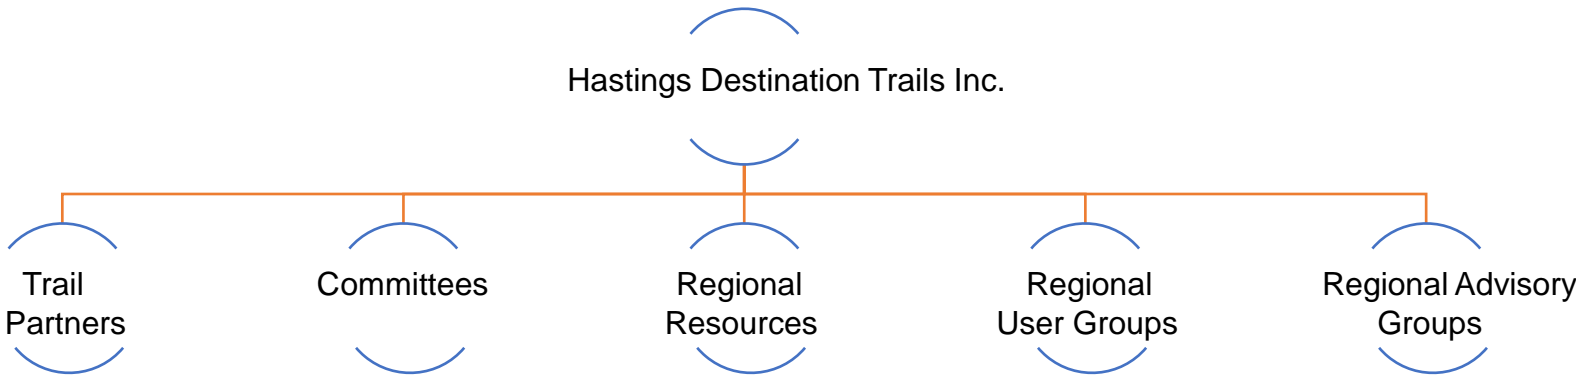 Hastings Destination Trails Inc.
Trail
Partners
Committees
Regional
Resources
Regional
User Groups
Regional Advisory
Groups